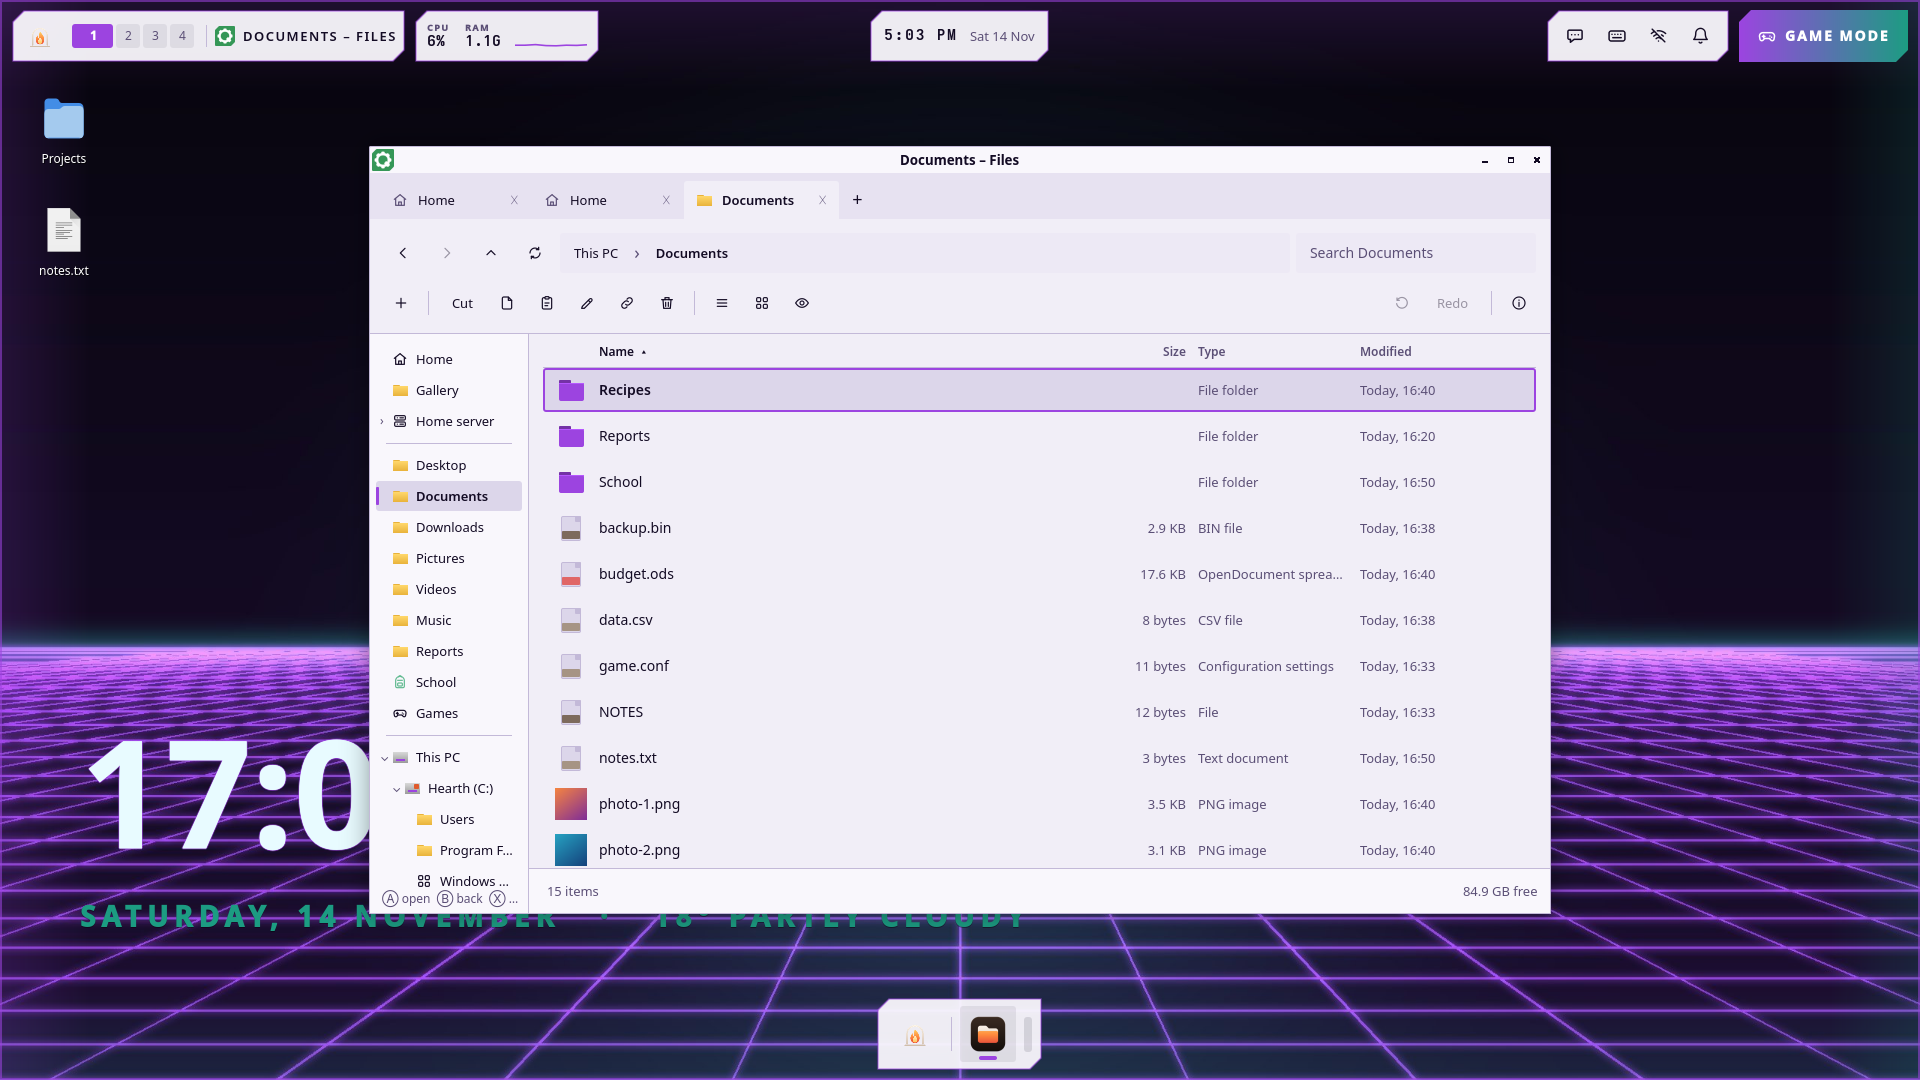 1 2 3 4 DOCUMENTS – FILES
CPU RAM
6% 1.1G
5:03 PM Sat 14 Nov
GAME MODE
Projects
notes.txt
Documents – Files
Home Home Documents
This PC Documents
Search Documents
Cut
Redo
Home
Gallery
Home server
Desktop
Documents
Downloads
Pictures
Videos
Music
Reports
School
Games
This PC
Hearth (C:)
Users
Program F...
Windows ...
A open B back X ...
Name Size Type Modified
Recipes File folder Today, 16:40
Reports File folder Today, 16:20
School File folder Today, 16:50
backup.bin 2.9 KB BIN file Today, 16:38
budget.ods 17.6 KB OpenDocument sprea... Today, 16:40
data.csv 8 bytes CSV file Today, 16:38
game.conf 11 bytes Configuration settings Today, 16:33
NOTES 12 bytes File Today, 16:33
notes.txt 3 bytes Text document Today, 16:50
photo-1.png 3.5 KB PNG image Today, 16:40
photo-2.png 3.1 KB PNG image Today, 16:40
15 items 84.9 GB free
17:0
SATURDAY, 14 NOVEMBER · 18° PARTLY CLOUDY